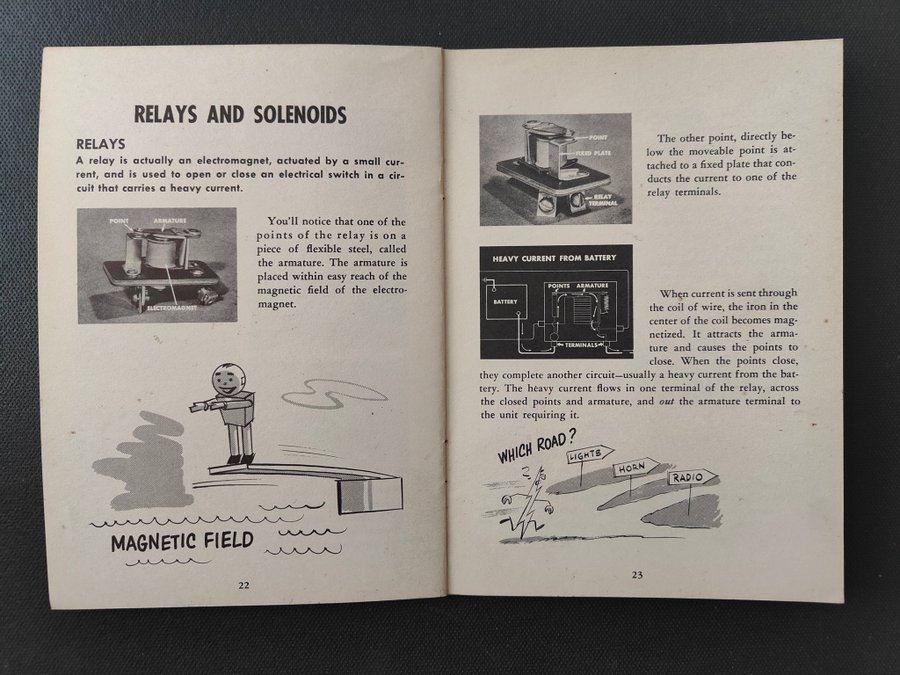 RELAYS AND SOLENOIDS
RELAYS
A relay is actually an electromagnet, actuated by a small cur-
rent, and is used to open or close an electrical switch in a cir-
cuit that carries a heavy current.
POINT ARMATURE
ELECTROMAGNET
You'll notice that one of the
points of the relay is on a
piece of flexible steel, called
the armature. The armature is
placed within easy reach of the
magnetic field of the electro-
magnet.
MAGNETIC FIELD
22
POINT
FIXED PLATE
RELAY
TERMINAL
The other point, directly be-
low the moveable point is at-
tached to a fixed plate that con-
ducts the current to one of the
relay terminals.
HEAVY CURRENT FROM BATTERY
POINTS ARMATURE
BATTERY
TERMINALS
When current is sent through
the coil of wire, the iron in the
center of the coil becomes mag-
netized. It attracts the arma-
ture and causes the points to
close. When the points close,
they complete another circuit—usually a heavy current from the bat-
tery. The heavy current flows in one terminal of the relay, across
the closed points and armature, and out the armature terminal to
the unit requiring it.
WHICH ROAD?
LIGHTS
HORN
RADIO
23